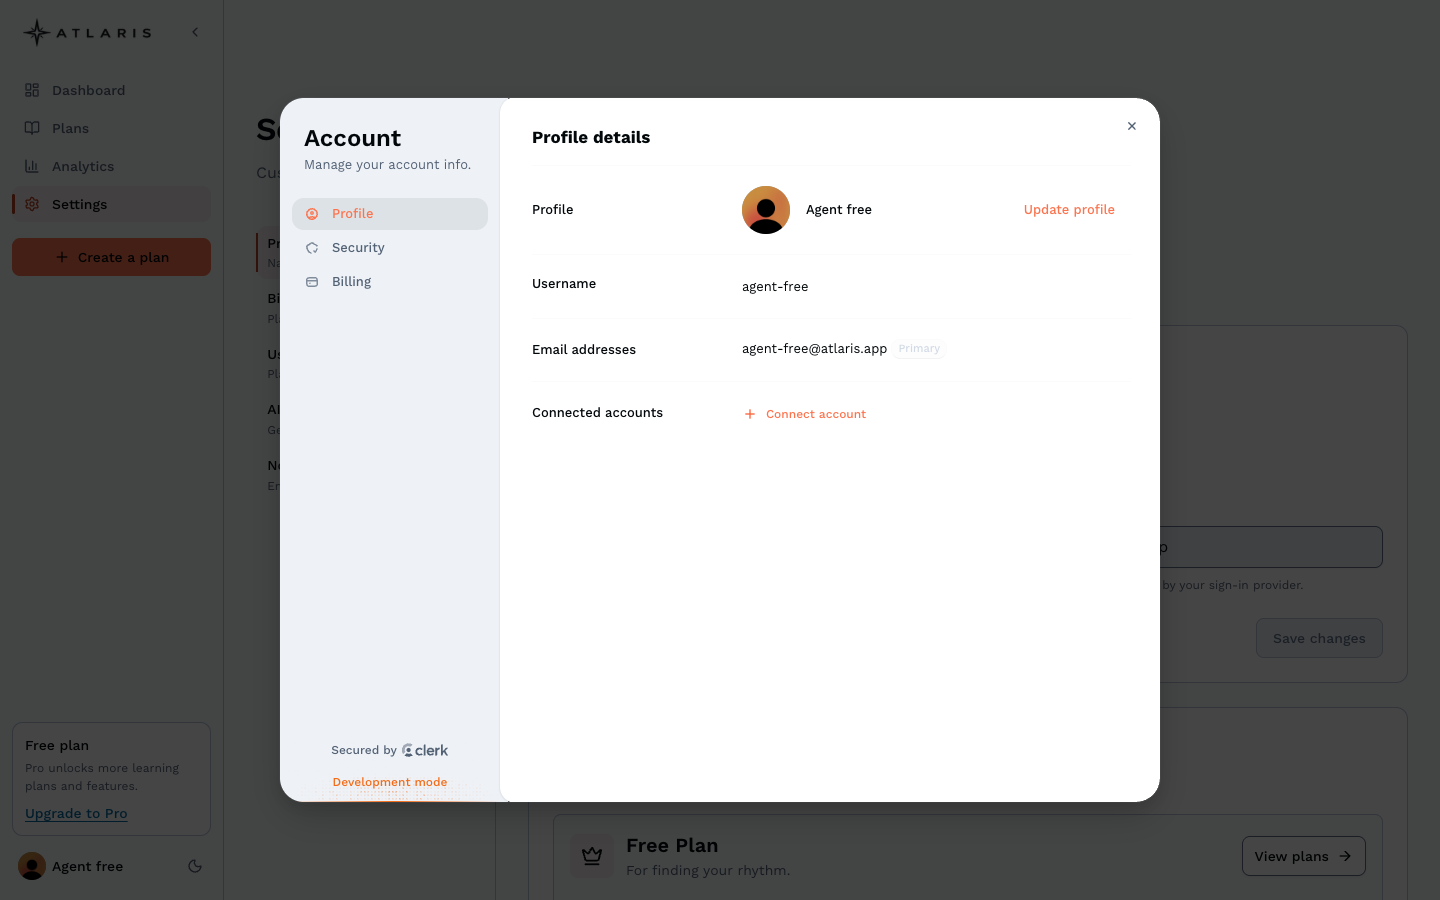 ATLARIS
Dashboard
Plans
Analytics
Settings
Create a plan
Free plan
Pro unlocks more learning
plans and features.
Upgrade to Pro
Agent free
Account
Manage your account info.
Profile
Security
Billing
Secured by clerk
Development mode
Profile details
Profile
Agent free
Update profile
Username
agent-free
Email addresses
agent-free@atlaris.app
Primary
Connected accounts
Connect account
by your sign-in provider.
Save changes
Free Plan
For finding your rhythm.
View plans